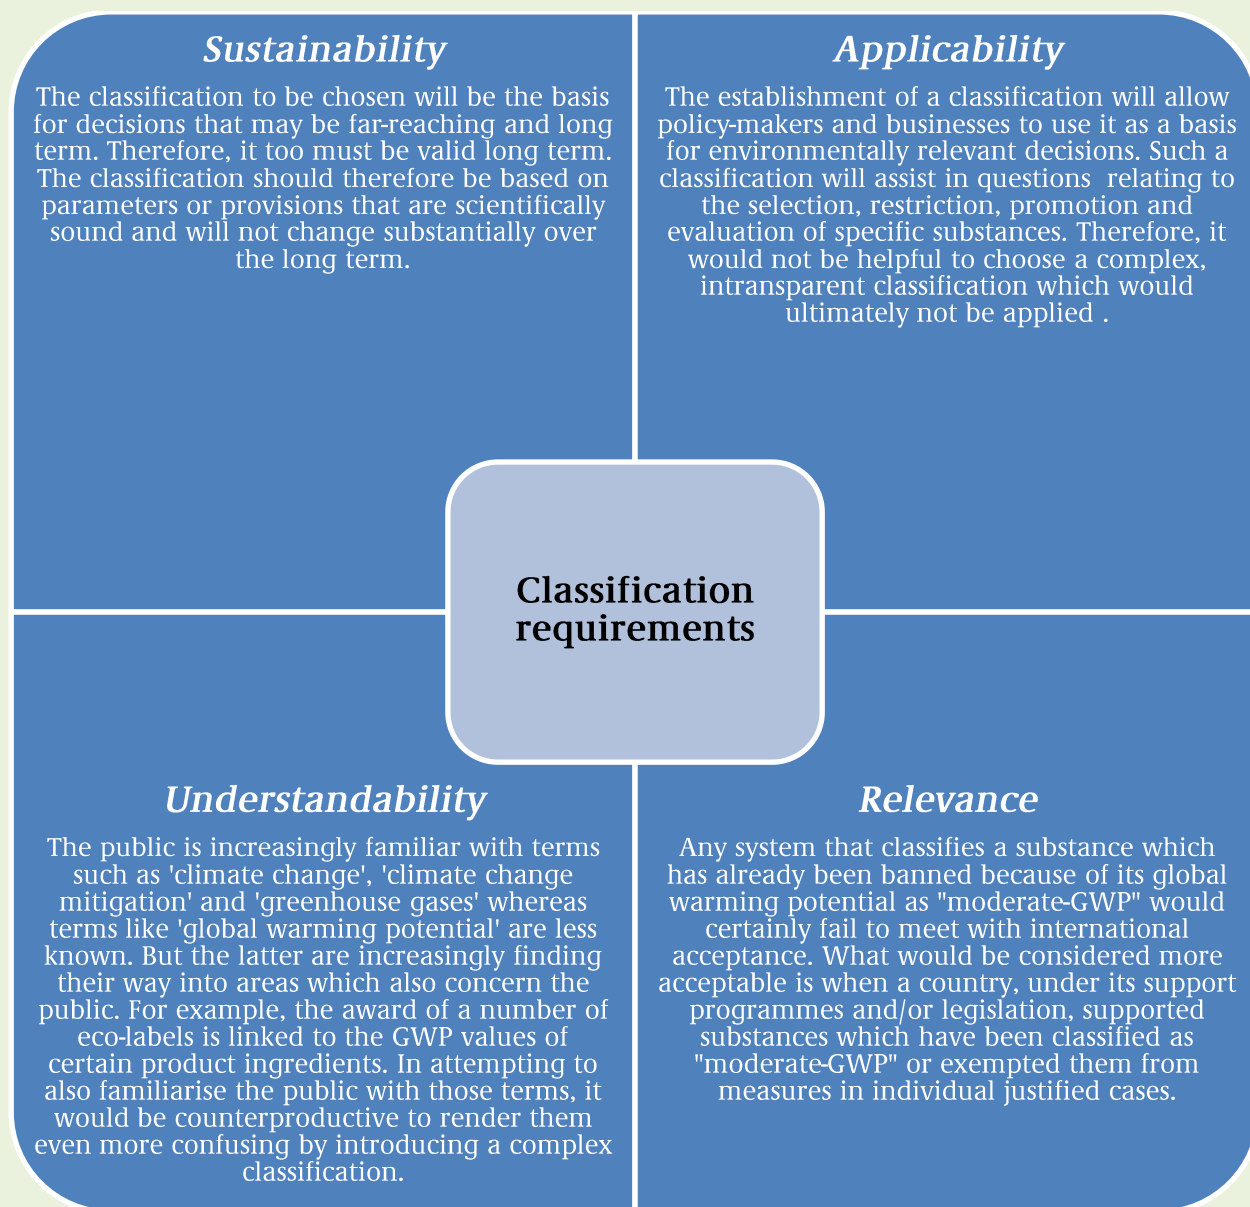 Sustainability
The classification to be chosen will be the basis
for decisions that may be far-reaching and long
term. Therefore, it too must be valid long term.
The classification should therefore be based on
parameters or provisions that are scientifically
sound and will not change substantially over
the long term.
Applicability
The establishment of a classification will allow
policy-makers and businesses to use it as a basis
for environmentally relevant decisions. Such a
classification will assist in questions  relating to
the selection, restriction, promotion and
evaluation of specific substances. Therefore, it
would not be helpful to choose a complex,
intransparent classification which would
ultimately not be applied .
Classification
requirements
Understandability
The public is increasingly familiar with terms
such as 'climate change', 'climate change
mitigation' and 'greenhouse gases' whereas
terms like 'global warming potential' are less
known. But the latter are increasingly finding
their way into areas which also concern the
public. For example, the award of a number of
eco-labels is linked to the GWP values of
certain product ingredients. In attempting to
also familiarise the public with those terms, it
would be counterproductive to render them
even more confusing by introducing a complex
classification.
Relevance
Any system that classifies a substance which
has already been banned because of its global
warming potential as "moderate-GWP" would
certainly fail to meet with international
acceptance. What would be considered more
acceptable is when a country, under its support
programmes and/or legislation, supported
substances which have been classified as
"moderate-GWP" or exempted them from
measures in individual justified cases.